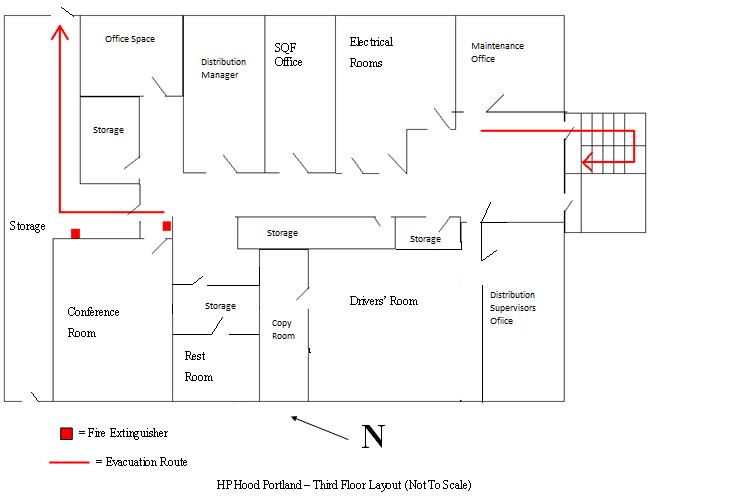 Office Space
Distribution
Manager
SQF
Office
Electrical
Rooms
Maintenance
Office
Storage
Storage
Storage
Storage
Conference
Room
Storage
Rest
Room
Copy
Room
Drivers' Room
Distribution
Supervisors
Ofiice
= Fire Extinguisher
N
= Evacuation Route
HP Hood Portland – Third Floor Layout (Not To Scale)